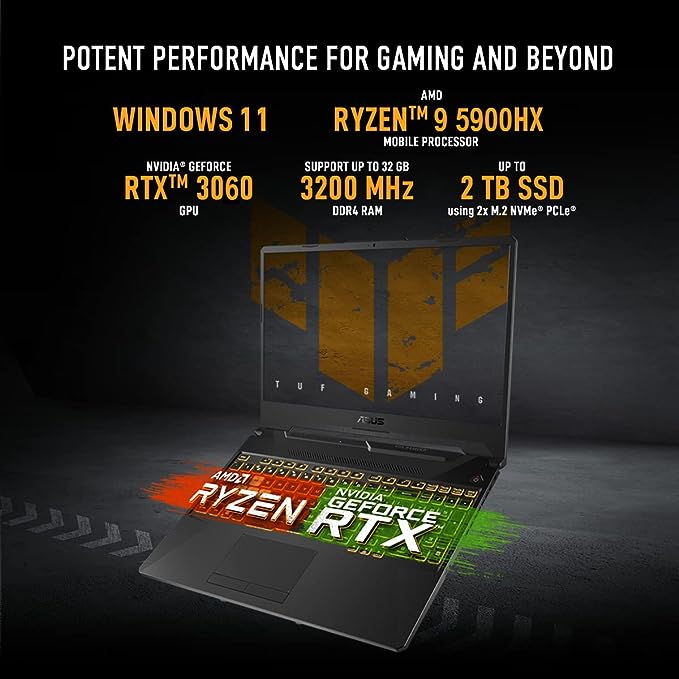 POTENT PERFORMANCE FOR GAMING AND BEYOND
WINDOWS 11
AMD
RYZEN™ 9 5900HX
MOBILE PROCESSOR
NVIDIA® GEFORCE
RTX™ 3060
GPU
SUPPORT UP TO 32 GB
3200 MHz
DDR4 RAM
UP TO
2 TB SSD
using 2x M.2 NVMe® PCLe®
TUF GAMING
ASUS
AMD
RYZEN
NVIDIA
GEFORCE
RTX™